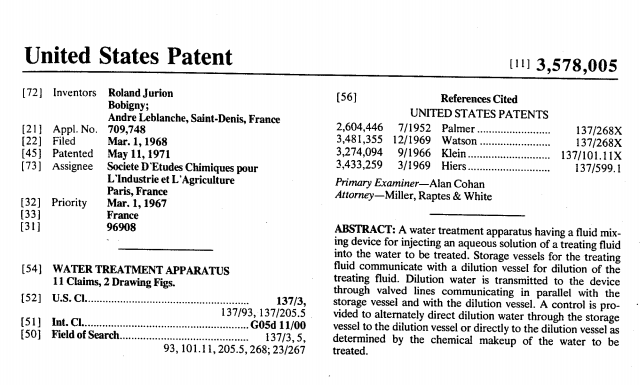 United States Patent
[11] 3,578,005
[72] Inventors Roland Jurion
Bobigny;
Andre Leblanche, Saint-Denis, France
[21] Appl. No. 709,748
[22] Filed Mar. 1, 1968
[45] Patented May 11, 1971
[73] Assignee Societe D'Etudes Chimiques pour
L'Industrie et L'Agriculture
Paris, France
[32] Priority Mar. 1, 1967
[33] France
[31] 96908
[54] WATER TREATMENT APPARATUS
11 Claims, 2 Drawing Figs.
[52] U.S. Cl. 137/3,
137/93, 137/205.5
[51] Int. Cl. G05d 11/00
[50] Field of Search 137/3, 5,
93, 101.11, 205.5, 268; 23/267
[56] References Cited
UNITED STATES PATENTS
2,604,446 7/1952 Palmer 137/268X
3,481,355 12/1969 Watson 137/268X
3,274,094 9/1966 Klein 137/101.11X
3,433,259 3/1969 Hiers 137/599.1
Primary Examiner—Alan Cohan
Attorney—Miller, Raptes & White
ABSTRACT: A water treatment apparatus having a fluid mix-
ing device for injecting an aqueous solution of a treating fluid
into the water to be treated. Storage vessels for the treating
fluid communicate with a dilution vessel for dilution of the
treating fluid. Dilution water is transmitted to the device
through valved lines communicating in parallel with the
storage vessel and with the dilution vessel. A control is pro-
vided to alternately direct dilution water through the storage
vessel to the dilution vessel or directly to the dilution vessel as
determined by the chemical makeup of the water to be
treated.